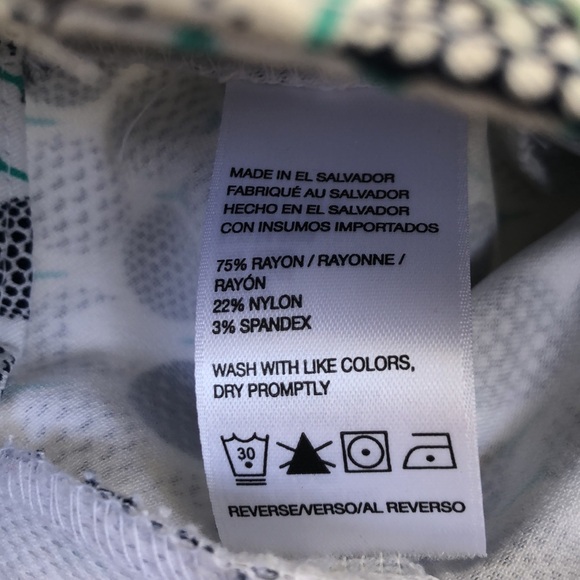 MADE IN EL SALVADOR
FABRIQUÉ AU SALVADOR
HECHO EN EL SALVADOR
CON INSUMOS IMPORTADOS
75% RAYON / RAYONNE /
RAYÓN
22% NYLON
3% SPANDEX
WASH WITH LIKE COLORS,
DRY PROMPTLY
30
REVERSE/VERSO/AL REVERSO